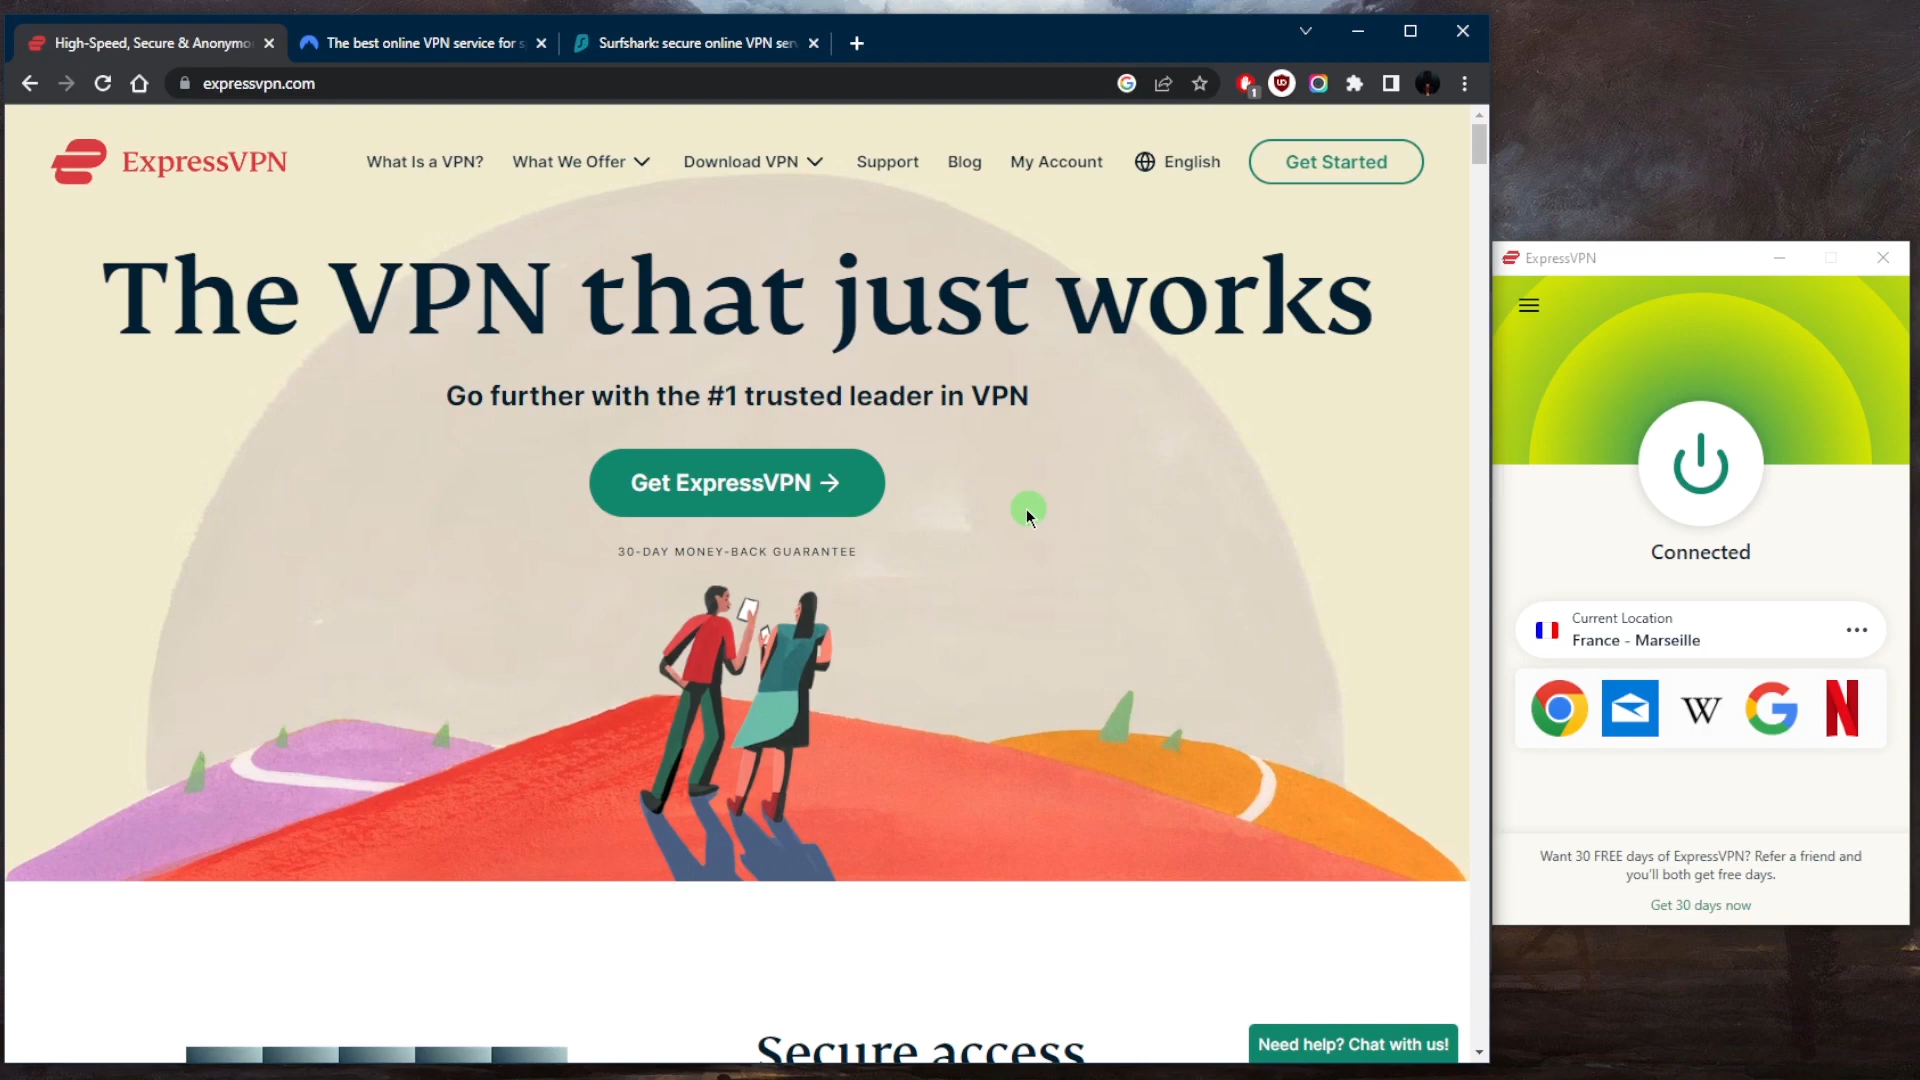 High-Speed, Secure & Anonymo
The best online VPN service for s
Surfshark: secure online VPN ser
expressvpn.com
1
ExpressVPN
What Is a VPN?
What We Offer
Download VPN
Support
Blog
My Account
English
Get Started
The VPN that just works
Go further with the #1 trusted leader in VPN
Get ExpressVPN →
30-DAY MONEY-BACK GUARANTEE
Secure access
Need help? Chat with us!
ExpressVPN
Connected
Current Location
France - Marseille
W
Want 30 FREE days of ExpressVPN? Refer a friend and
you'll both get free days.
Get 30 days now